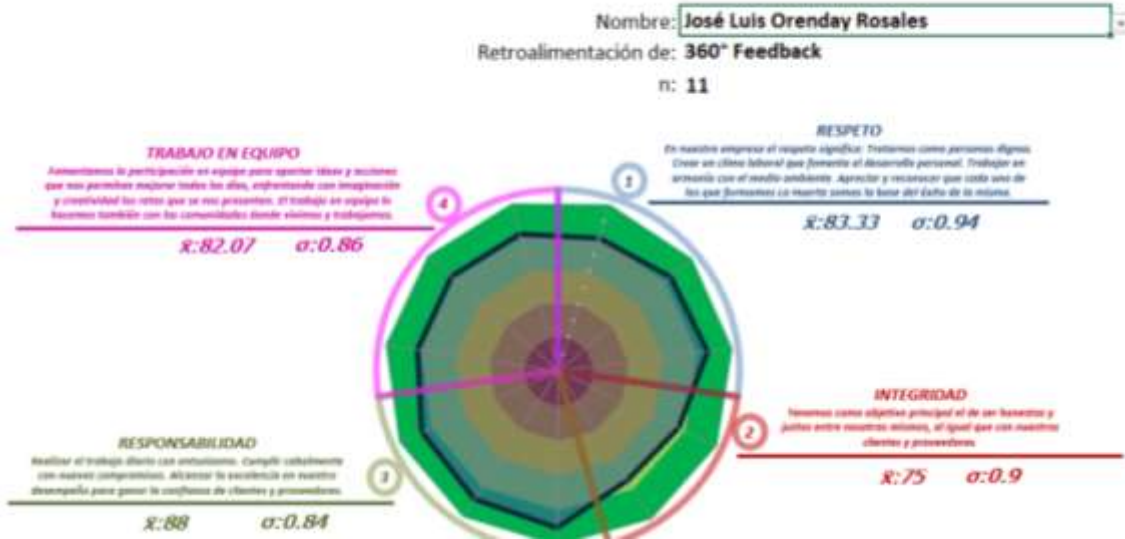 Nombre: José Luis Orenday Rosales
Retroalimentación de: 360° Feedback
n: 11
RESPETO
En nuestra empresa el respeto significa: Tratarnos como personas dignas.
Crear un clima laboral que fomenta el desarrollo personal. Trabajar en
armonía con el medio ambiente. Apreciar y reconocer que cada uno de
los que formamos La Huerta somos la base del éxito de la misma.
x̄:83.33 σ:0.94
1
TRABAJO EN EQUIPO
Fomentamos la participación en equipo para aportar ideas y acciones
que nos permitan mejorar todos los días, enfrentando con imaginación
y creatividad los retos que se nos presenten. El trabajo en equipo lo
hacemos también con las comunidades donde vivimos y trabajamos.
x̄:82.07 σ:0.86
4
INTEGRIDAD
Tenemos como objetivo principal el de ser honestos y
justos entre nosotros mismos, al igual que con nuestros
clientes y proveedores.
x̄:75 σ:0.9
2
RESPONSABILIDAD
Realizar el trabajo diario con entusiasmo. Cumplir cabalmente
con nuestros compromisos. Alcanzar la excelencia en nuestro
desempeño para ganar la confianza de clientes y proveedores.
x̄:88 σ:0.84
3